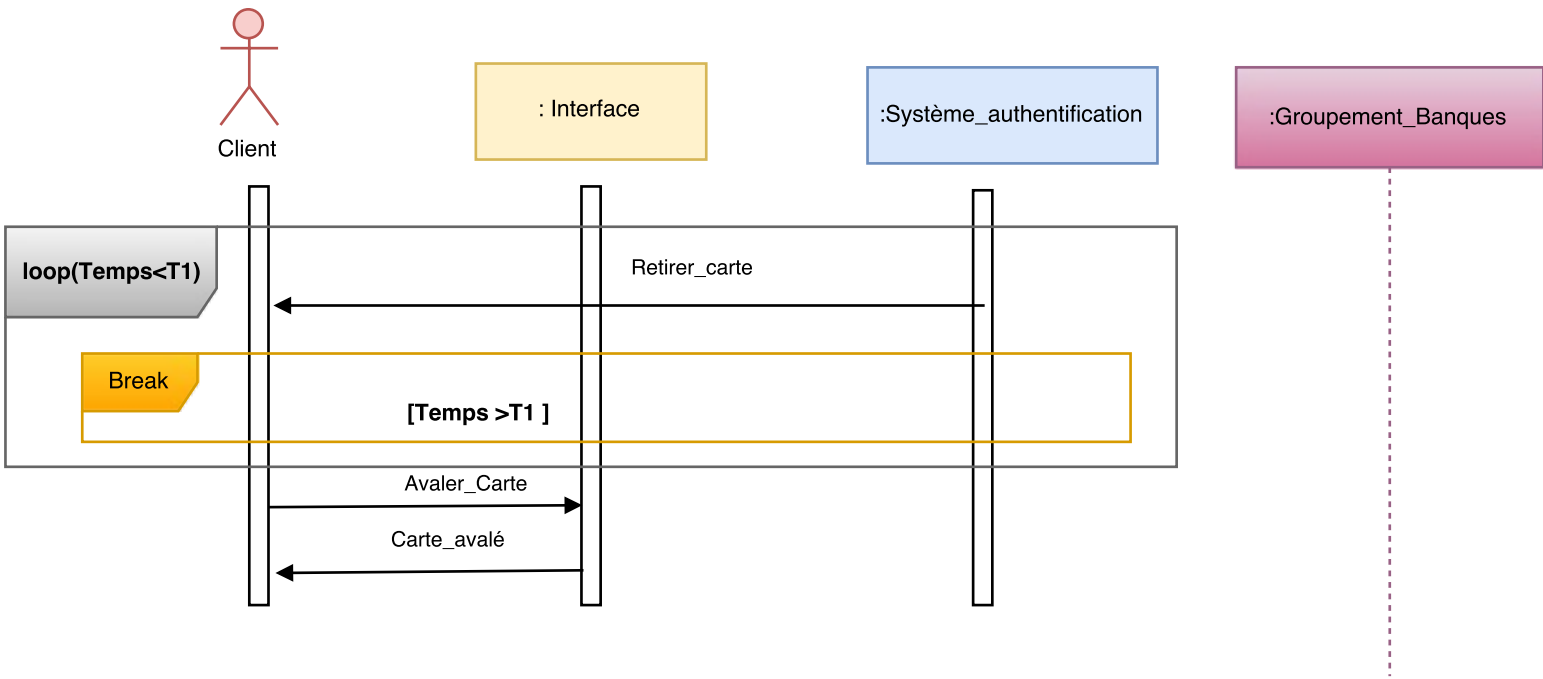 Client
: Interface
:Système_authentification
:Groupement_Banques
loop(Temps<T1)
Retirer_carte
Break
[Temps >T1 ]
Avaler_Carte
Carte_avalé